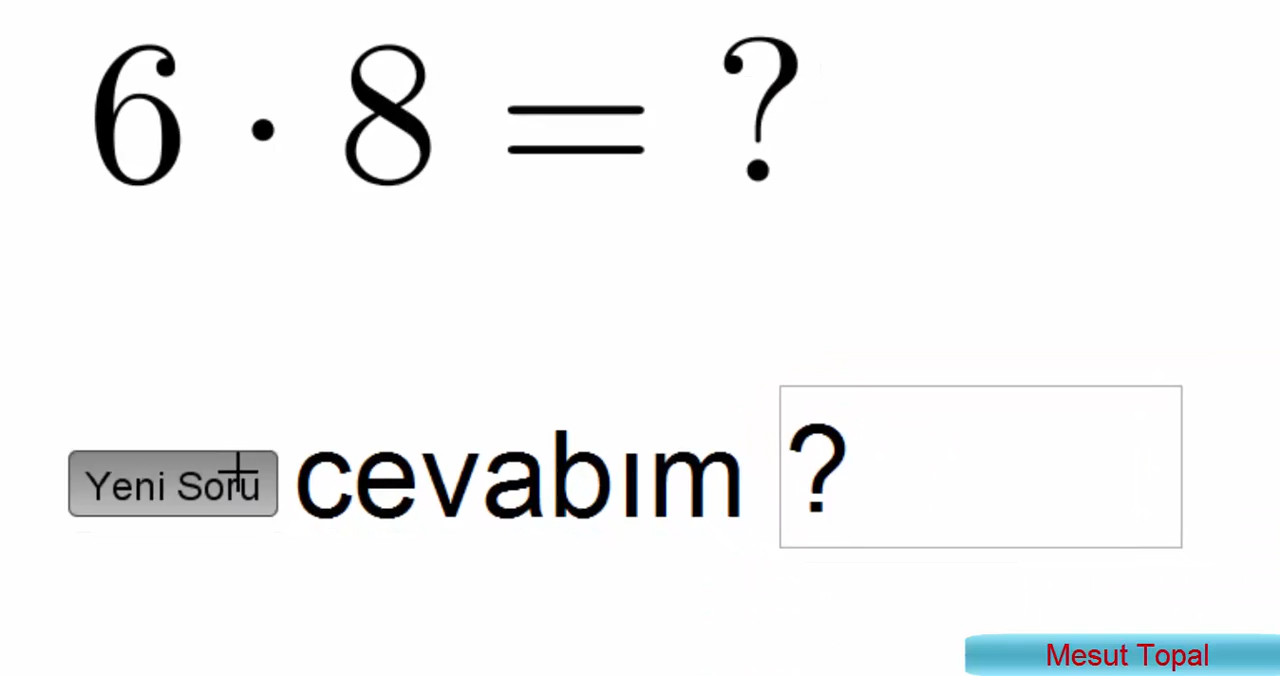 6 · 8 = ?
Yeni Soru cevabım ?
Mesut Topal